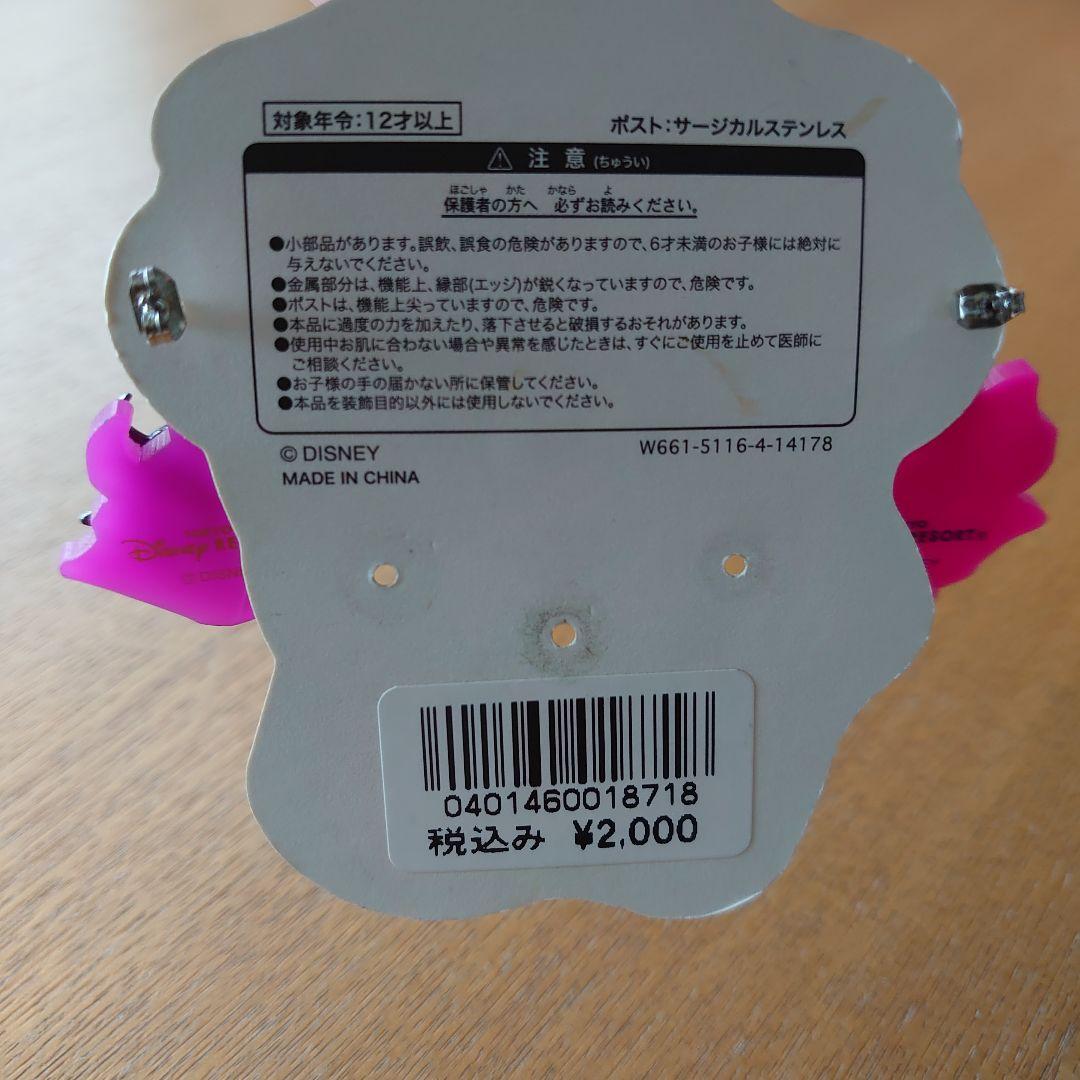 対象年令:12才以上
ポスト:サージカルステンレス
⚠ 注 意 (ちゅうい)
ほごしゃ かた かなら よ
保護者の方へ 必ずお読みください。
●小部品があります。誤飲、誤食の危険がありますので、6才未満のお子様には絶対に
与えないでください。
●金属部分は、機能上、縁部(エッジ)が鋭くなっていますので、危険です。
●ポストは、機能上尖っていますので、危険です。
●本品に過度の力を加えたり、落下させると破損するおそれがあります。
●使用中お肌に合わない場合や異常を感じたときは、すぐにご使用を止めて医師に
ご相談ください。
●お子様の手の届かない所に保管してください。
●本品を装飾目的以外には使用しないでください。
© DISNEY
W661-5116-4-14178
MADE IN CHINA
Disney
RESORT
© DISNEY
0401460018718
税込み ¥2,000